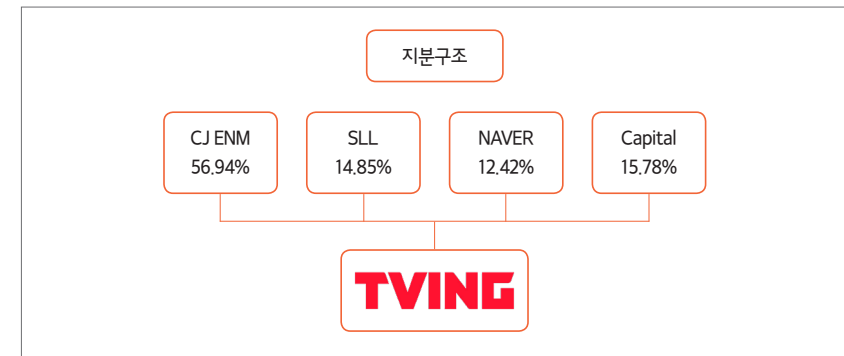 지분구조
CJ ENM
56.94%
SLL
14.85%
NAVER
12.42%
Capital
15.78%
TVING